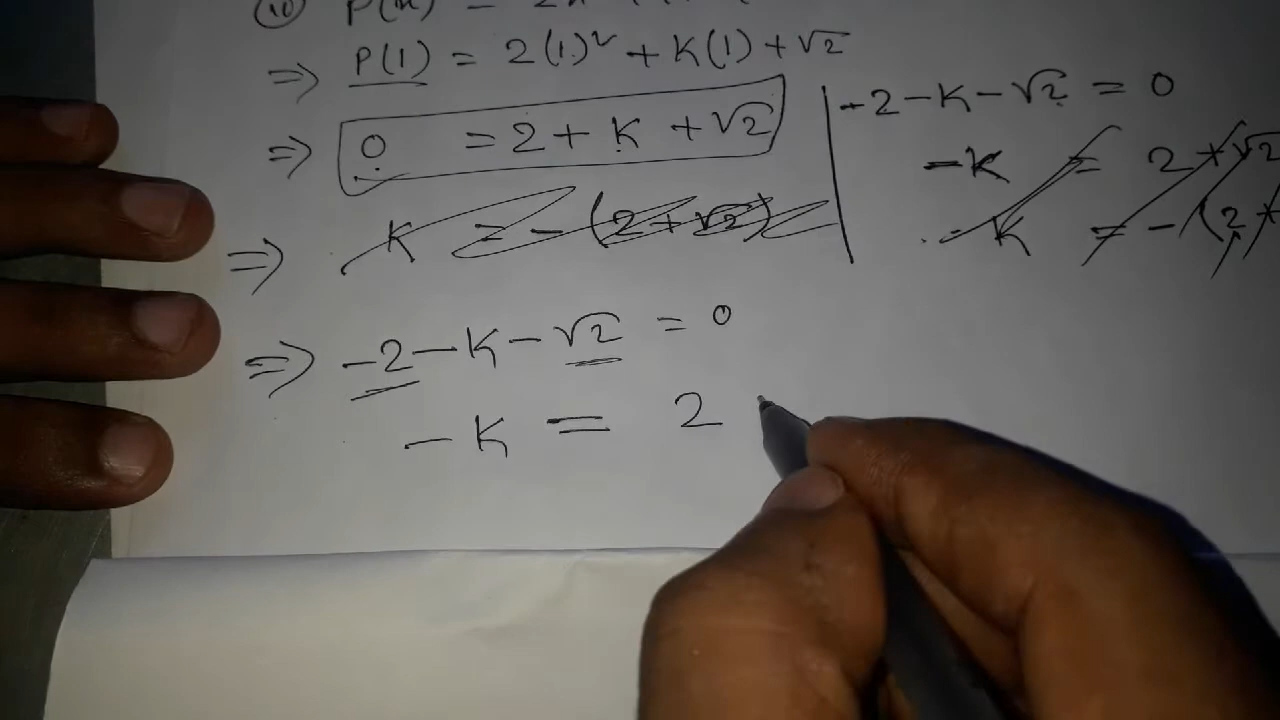 ⇒ P(1) = 2(1)² + K(1) + √2
⇒ 0 = 2 + K + √2
⇒ K = -(2+√2)
⇒ -2-K-√2 = 0
-K = 2
-2-K-√2 = 0
-K = 2+√2
K = -(2+